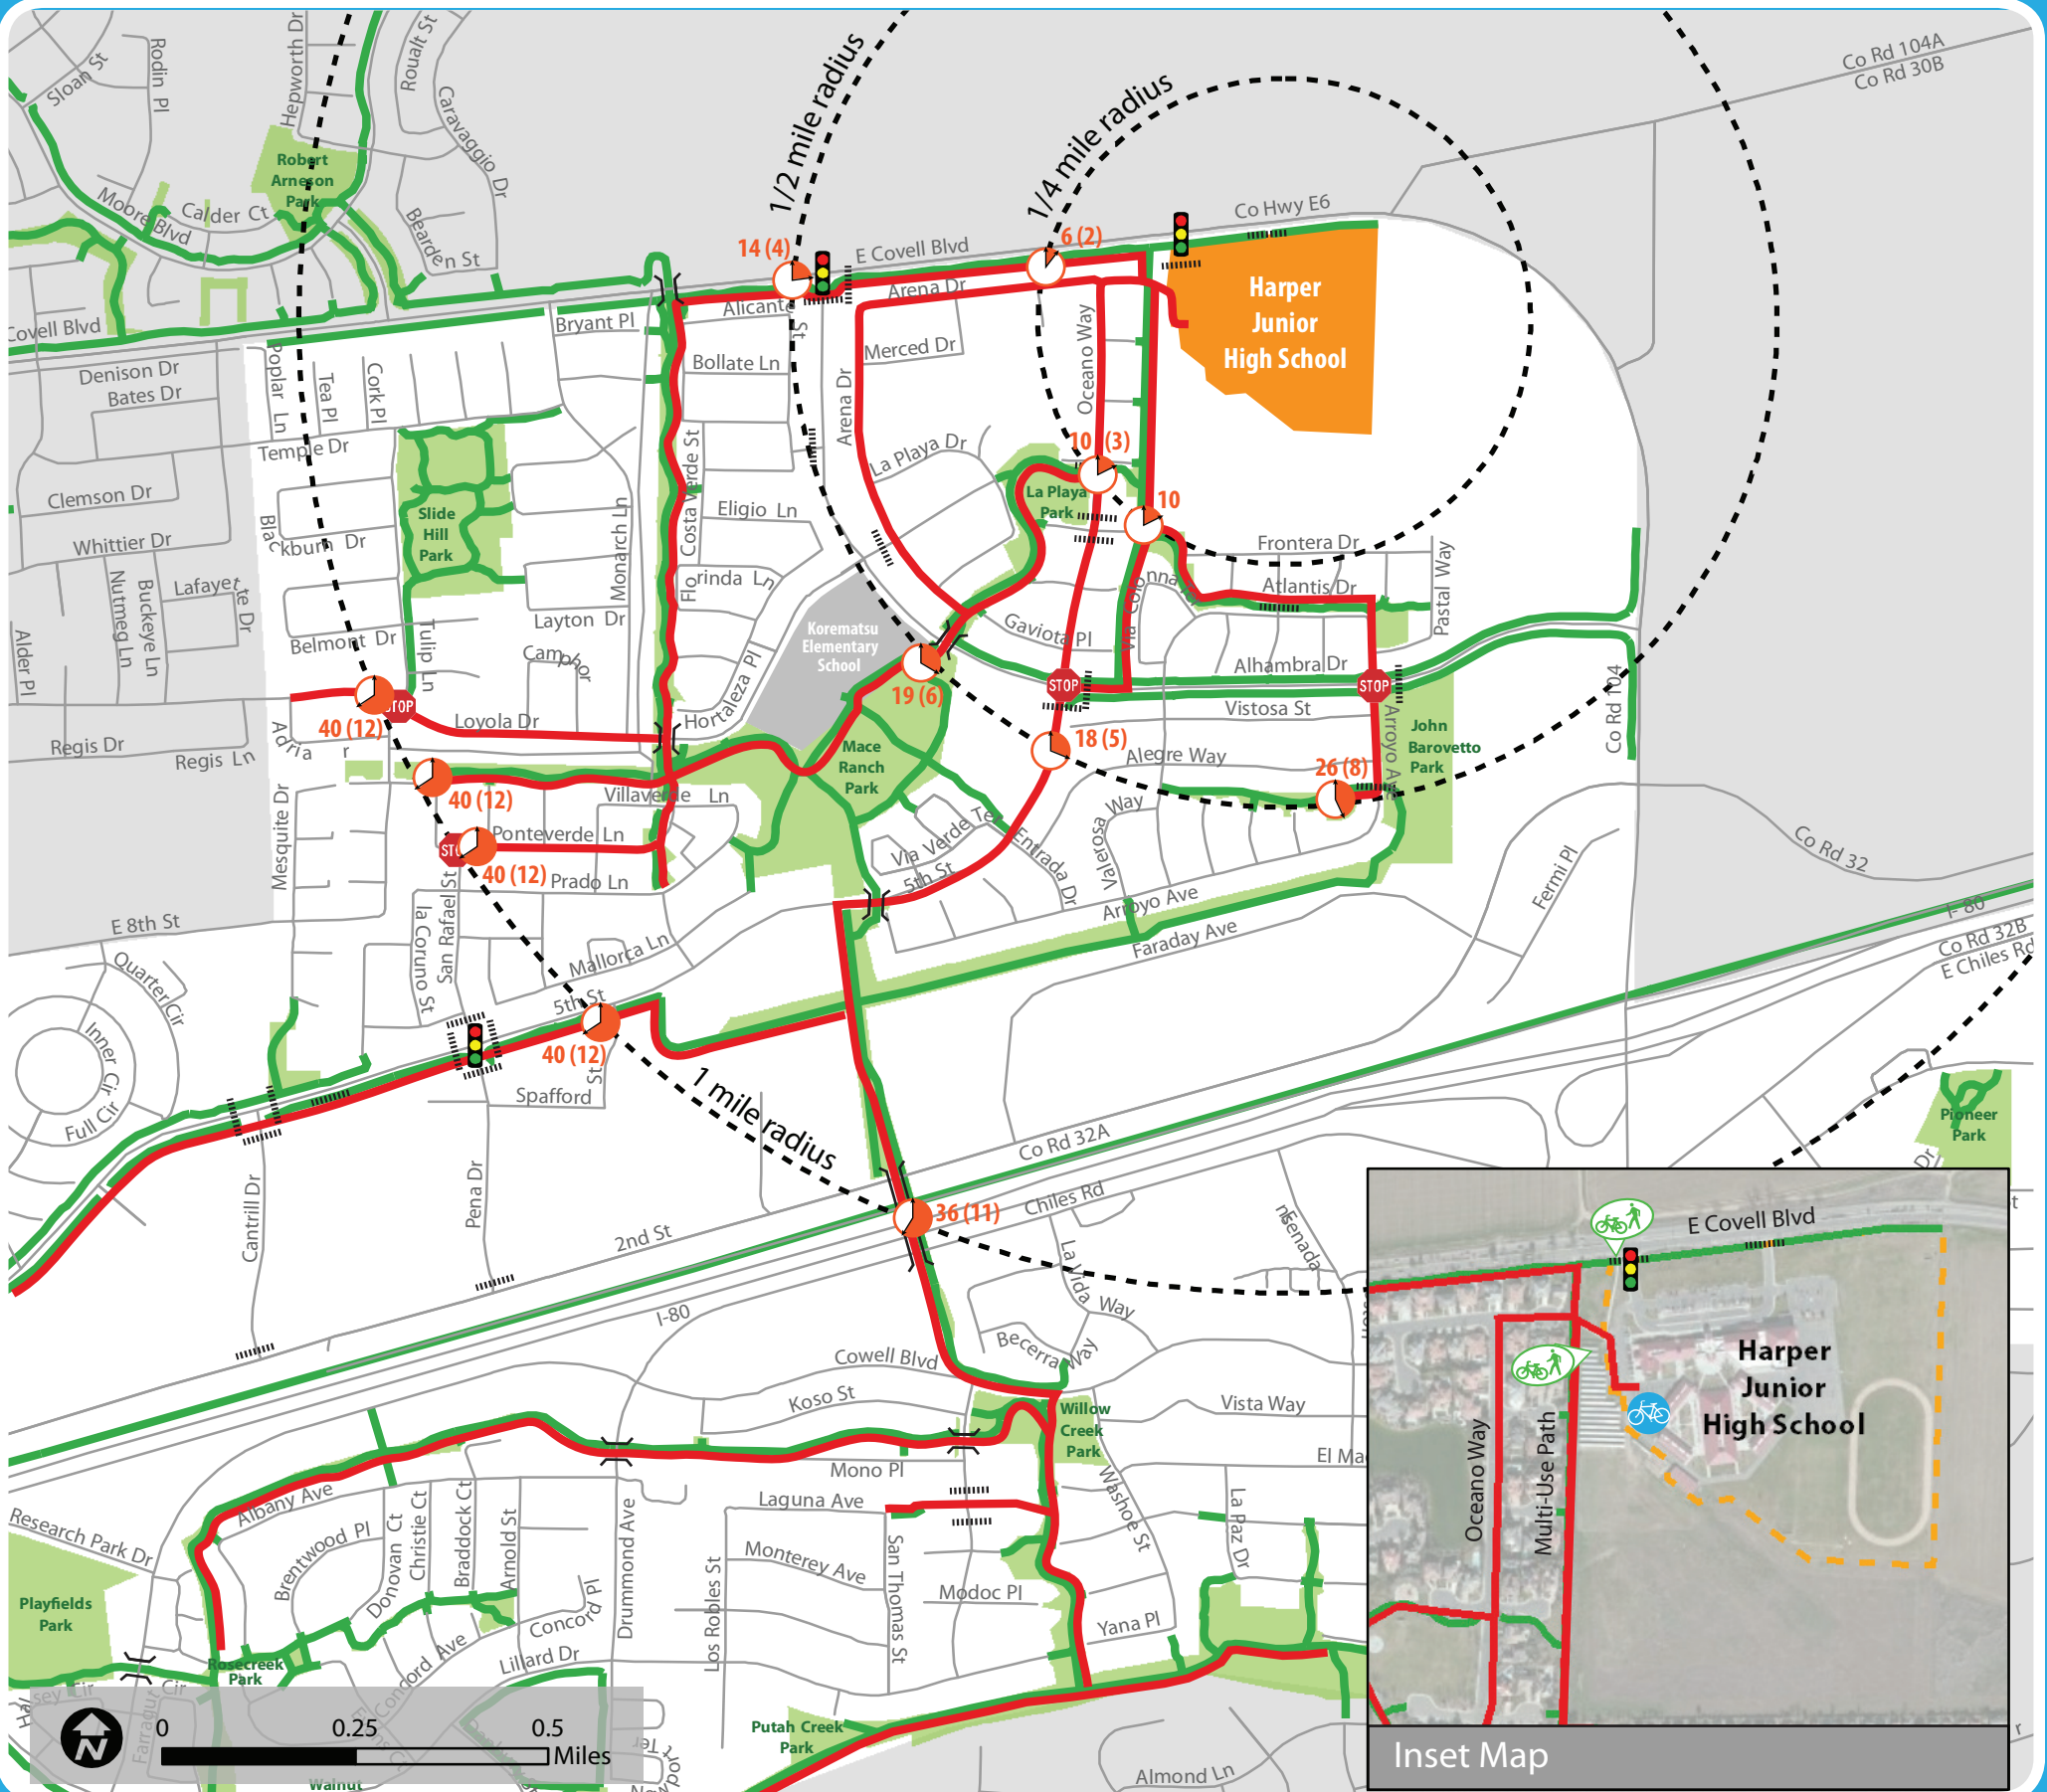 Sloan St
Rodin Pl
Hepworth Dr
Roualt St
Caravaggio Dr
Robert
Arneson
Park
Moore Blvd
Calder Ct
Bearden St
1/2 mile radius
1/4 mile radius
Co Rd 104A
Co Rd 30B
Co Hwy E6
14 (4)
E Covell Blvd
6 (2)
Harper
Junior
High School
Covell Blvd
Denison Dr
Bates Dr
Poplar Ln
Tea Pl
Cork Pl
Bryant Pl
Alicante St
Arena Dr
Bollate Ln
Merced Dr
Arena Dr
Oceano Way
Temple Dr
Clemson Dr
Whittier Dr
Blackburn Dr
Slide
Hill
Park
Monarch Ln
Costa Verde St
Eligio Ln
La Playa Dr
10 (3)
La Playa
Park
10
Frontera Dr
Atlantis Dr
Pastal Way
Nutmeg Ln
Buckeye Ln
Lafayette Dr
Alder Pl
Belmont Dr
Tulip Ln
Layton Dr
Camphor
Florinda Ln
Korematsu
Elementary
School
Hortaleza Pl
Gaviota Pl
Via Colonna
Alhambra Dr
STOP
STOP
STOP
19 (6)
40 (12)
Loyola Dr
Adria
Regis Dr
Regis Ln
Vistosa St
Co Rd 104
Arroyo Ave
John
Barovetto
Park
18 (5)
Alegre Way
26 (8)
Mace
Ranch
Park
40 (12)
Villaverde Ln
Mesquite Dr
STO
Ponteverde Ln
40 (12)
Prado Ln
Via Verde Ter
5th St
Entrada Dr
Valerosa Way
Arroyo Ave
Faraday Ave
Fermi Pl
Co Rd 32
I-80
Co Rd 32B
E Chiles Rd
E 8th St
la Coruno St
San Rafael St
Mallorca Ln
Quarter Cir
Inner Cir
Full Cir
5th St
40 (12)
Spafford St
1 mile radius
Cantrill Dr
Pena Dr
2nd St
Co Rd 32A
36 (11)
Chiles Rd
I-80
La Vida Way
Ensenada
Becerra Way
Cowell Blvd
Koso St
Willow
Creek
Park
Vista Way
Mono Pl
El Ma
Laguna Ave
Washoe St
La Paz Dr
Albany Ave
Research Park Dr
Brentwood Pl
Donovan Ct
Christie Ct
Braddock Ct
Arnold St
Drummond Ave
Los Robles St
Monterey Ave
San Thomas St
Modoc Pl
Yana Pl
Concord Pl
Concord Ave
Lillard Dr
Playfields
Park
Rosecreek
Park
Farragut Cir
Putah Creek
Park
Walnut
Almond Ln
Pioneer
Park
Dr
N
0
0.25
0.5
Miles
E Covell Blvd
Harper
Junior
High School
Oceano Way
Multi-Use Path
Inset Map